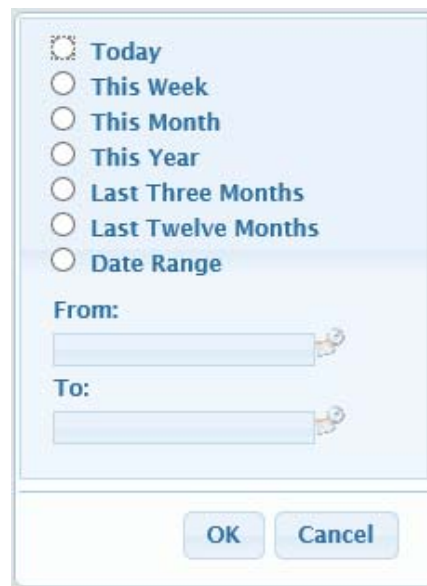 Today
This Week
This Month
This Year
Last Three Months
Last Twelve Months
Date Range
From:
To:
OK Cancel